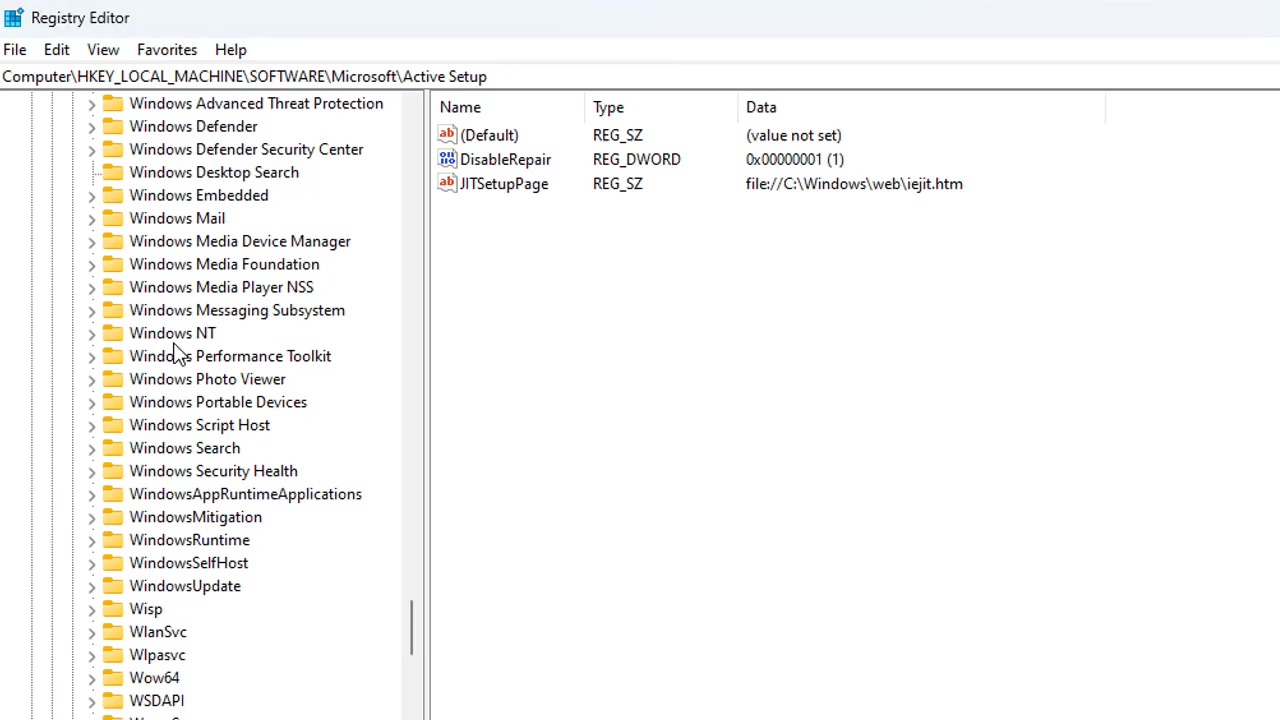 Registry Editor
File Edit View Favorites Help
Computer\HKEY_LOCAL_MACHINE\SOFTWARE\Microsoft\Active Setup
Windows Advanced Threat Protection
Windows Defender
Windows Defender Security Center
Windows Desktop Search
Windows Embedded
Windows Mail
Windows Media Device Manager
Windows Media Foundation
Windows Media Player NSS
Windows Messaging Subsystem
Windows NT
Windows Performance Toolkit
Windows Photo Viewer
Windows Portable Devices
Windows Script Host
Windows Search
Windows Security Health
WindowsAppRuntimeApplications
WindowsMitigation
WindowsRuntime
WindowsSelfHost
WindowsUpdate
Wisp
WlanSvc
Wlpasvc
Wow64
WSDAPI
Name Type Data
(Default) REG_SZ (value not set)
DisableRepair REG_DWORD 0x00000001 (1)
JITSetupPage REG_SZ file://C:\Windows\web\iejit.htm